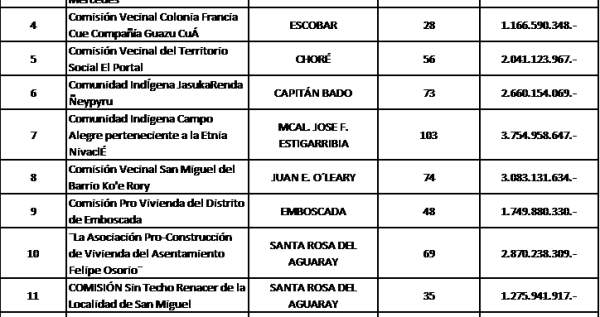 Mercedes
4 Comisión Vecinal Colonia Francia Cue Compañía Guazu CuÁ ESCOBAR 28 1.166.590.348.-
5 Comisión Vecinal del Territorio Social El Portal CHORÉ 56 2.041.123.967.-
6 Comunidad Indígena JasukaRenda Ñeypyru CAPITÁN BADO 73 2.660.154.069.-
7 Comunidad Indígena Campo Alegre perteneciente a la Etnia NivaclÉ MCAL. JOSE F. ESTIGARRIBIA 103 3.754.958.647.-
8 Comisión Vecinal San Miguel del Barrio Ko'e Rory JUAN E. O´LEARY 74 3.083.131.634.-
9 Comisión Pro Vivienda del Distrito de Emboscada EMBOSCADA 48 1.749.880.330.-
10 ¨La Asociación Pro-Construcción de Vivienda del Asentamiento Felipe Osorio¨ SANTA ROSA DEL AGUARAY 69 2.870.238.309.-
11 COMISIÓN Sin Techo Renacer de la Localidad de San Miguel SANTA ROSA DEL AGUARAY 35 1.275.941.917.-